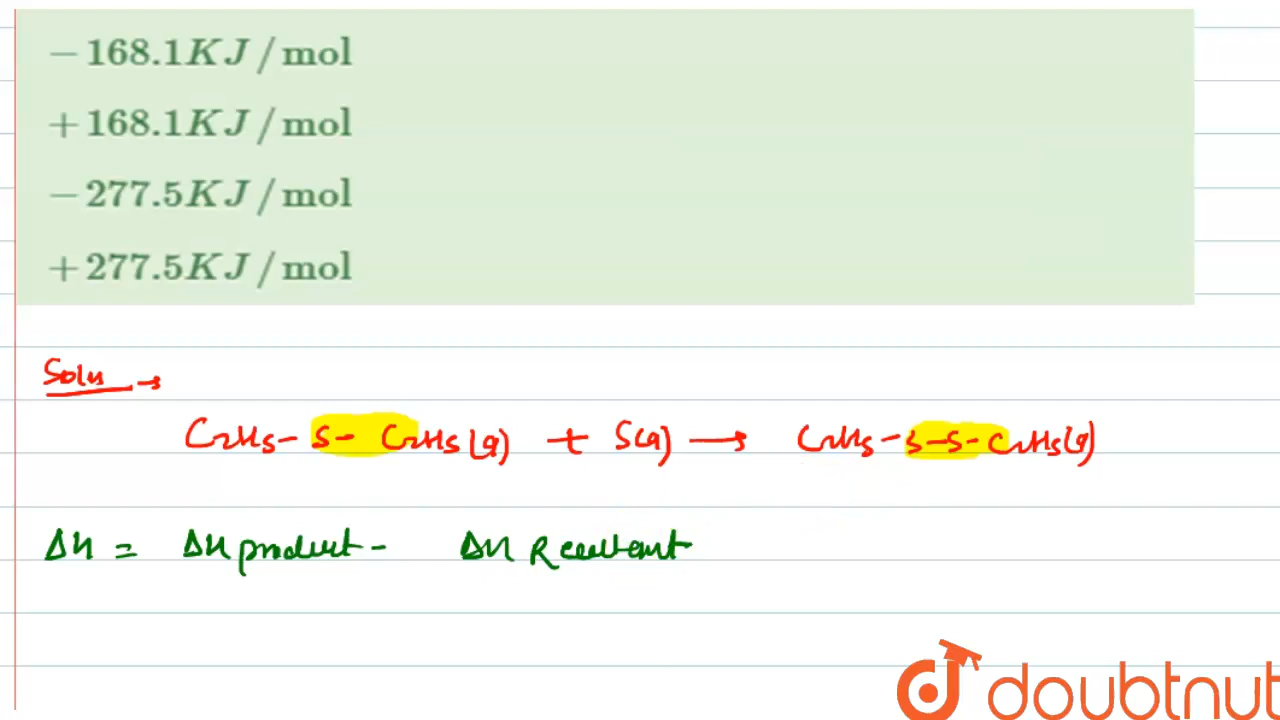 − 168.1KJ / mol
+ 168.1KJ / mol
− 277.5KJ / mol
+ 277.5KJ / mol
Soln →
C2H5 - S - C2H5(g) + S(g) → C2H5 - S - S - C2H5(g)
ΔH = ΔH product - ΔH Reactant
doubtnut